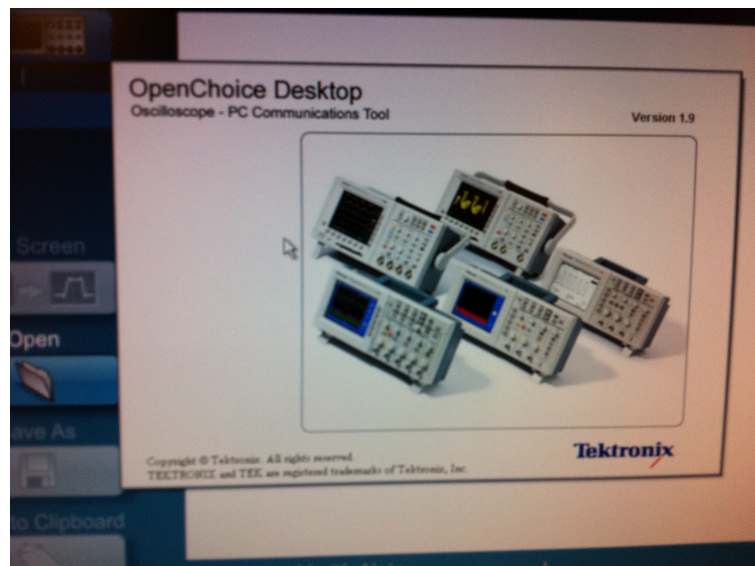 OpenChoice Desktop
Oscilloscope - PC Communications Tool
Version 1.9
Screen
Open
ave As
to Clipboard
Copyright © Tektronix. All rights reserved.
TEKTRONIX and TEK are registered trademarks of Tektronix, Inc.
Tektronix